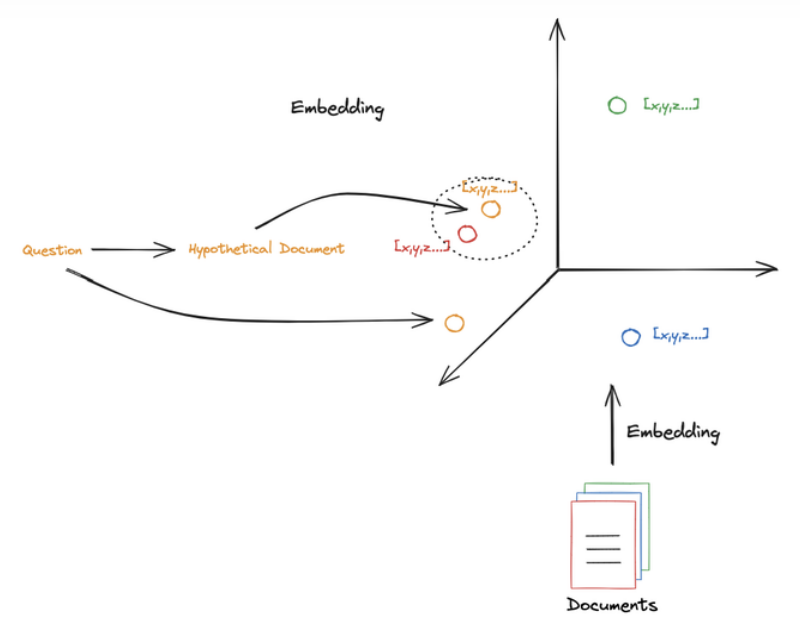 Embedding
[x,y,z...]
[x,y,z...]
Question
Hypothetical Document
[x,y,z...]
[x,y,z...]
Embedding
Documents